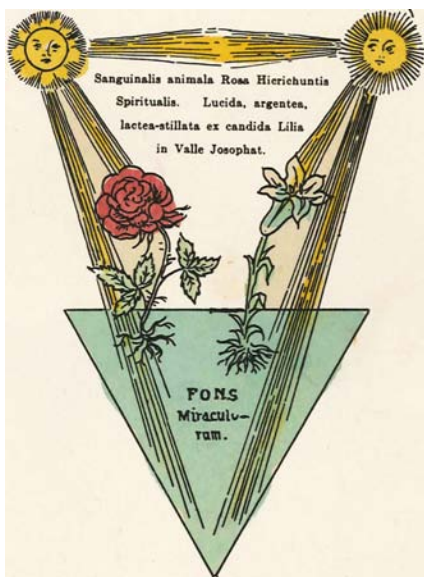 Sanguinalis animala Rosa Hierichuntis
Spiritualis. Lucida, argentea,
lactea-stillata ex candida Lilia
in Valle Josophat.
FONS
Miraculu-
rum.